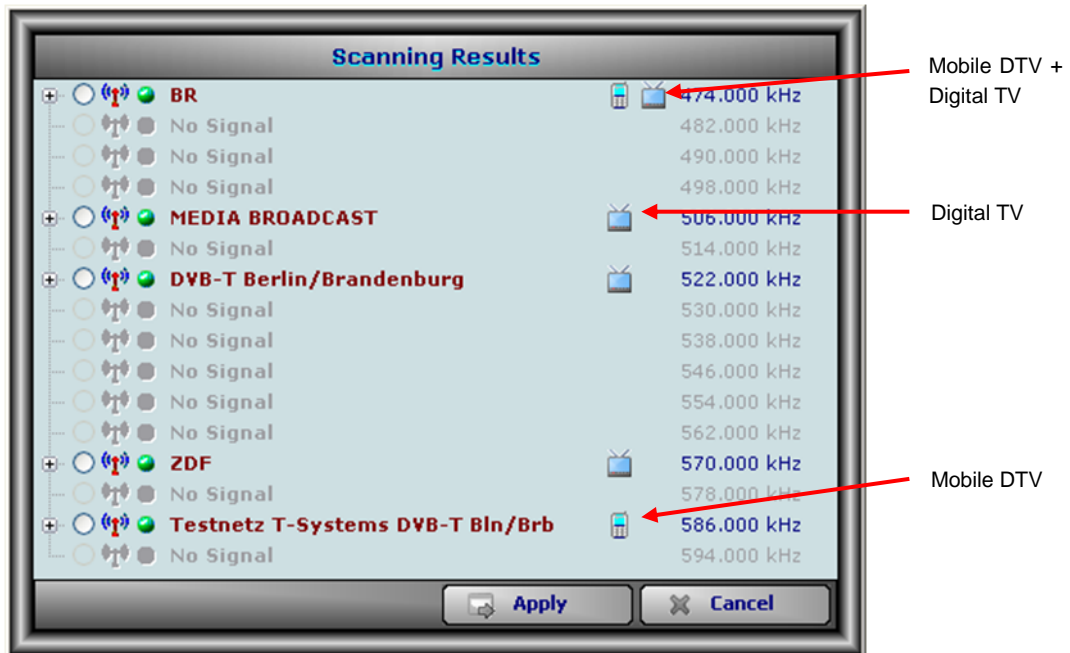 Scanning Results
BR 474.000 kHz
No Signal 482.000 kHz
No Signal 490.000 kHz
No Signal 498.000 kHz
MEDIA BROADCAST 506.000 kHz
No Signal 514.000 kHz
DVB-T Berlin/Brandenburg 522.000 kHz
No Signal 530.000 kHz
No Signal 538.000 kHz
No Signal 546.000 kHz
No Signal 554.000 kHz
No Signal 562.000 kHz
ZDF 570.000 kHz
No Signal 578.000 kHz
Testnetz T-Systems DVB-T Bln/Brb 586.000 kHz
No Signal 594.000 kHz
Apply Cancel
Mobile DTV +
Digital TV
Digital TV
Mobile DTV